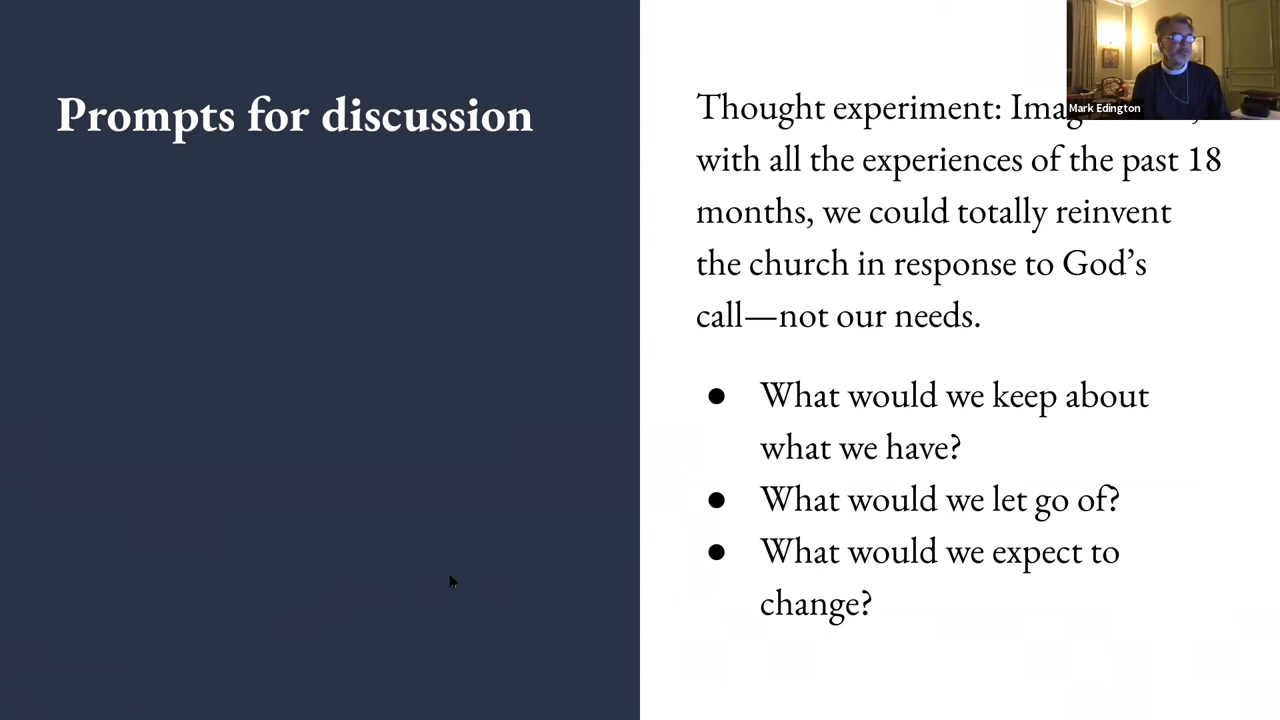 Prompts for discussion
Thought experiment: Imag
with all the experiences of the past 18
months, we could totally reinvent
the church in response to God’s
call—not our needs.
● What would we keep about
what we have?
● What would we let go of?
● What would we expect to
change?
Mark Edington